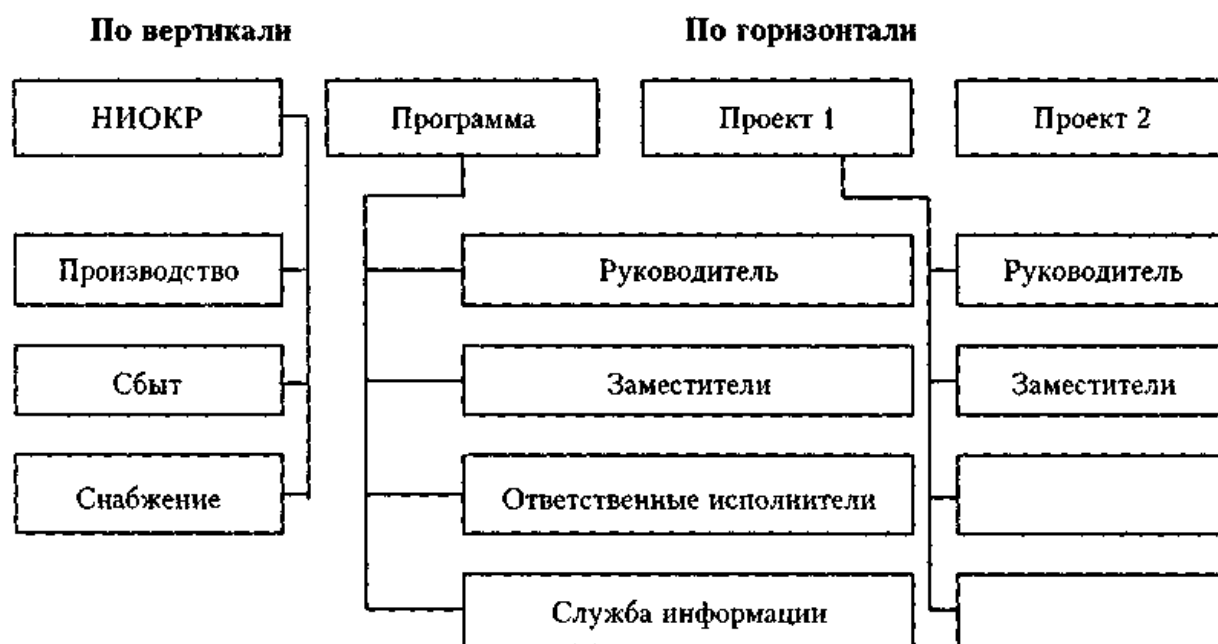 По вертикали
По горизонтали
НИОКР
Программа
Проект 1
Проект 2
Производство
Руководитель
Руководитель
Сбыт
Заместители
Заместители
Снабжение
Ответственные исполнители
Служба информации